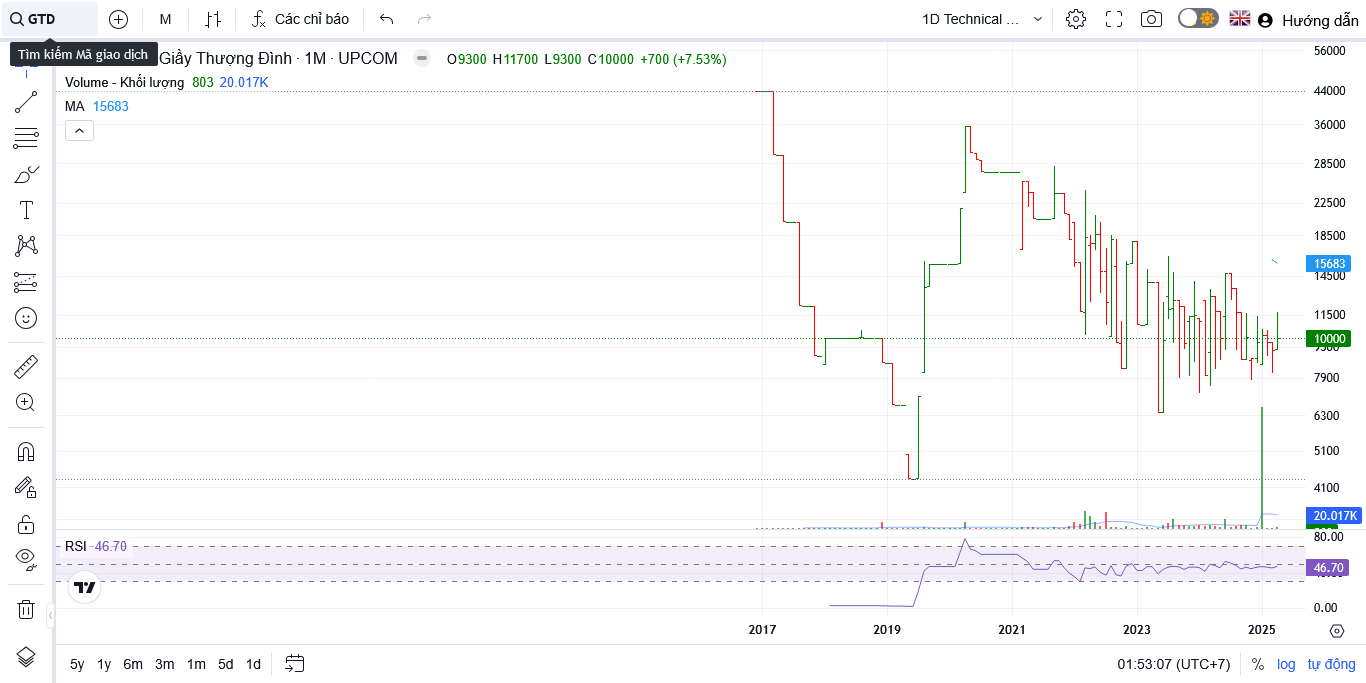 GTD
M
Các chỉ báo
1D Technical ...
Hướng dẫn
Tìm kiếm Mã giao dịch
Giầy Thượng Đình · 1M · UPCOM
O9300 H11700 L9300 C10000 +700 (+7.53%)
Volume - Khối lượng 803 20.017K
MA 15683
56000
44000
36000
28500
22500
18500
15683
14500
11500
10000
7900
6300
5100
4100
20.017K
RSI 46.70
80.00
46.70
0.00
2017 2019 2021 2023 2025
5y 1y 6m 3m 1m 5d 1d
01:53:07 (UTC+7)
% log tự động